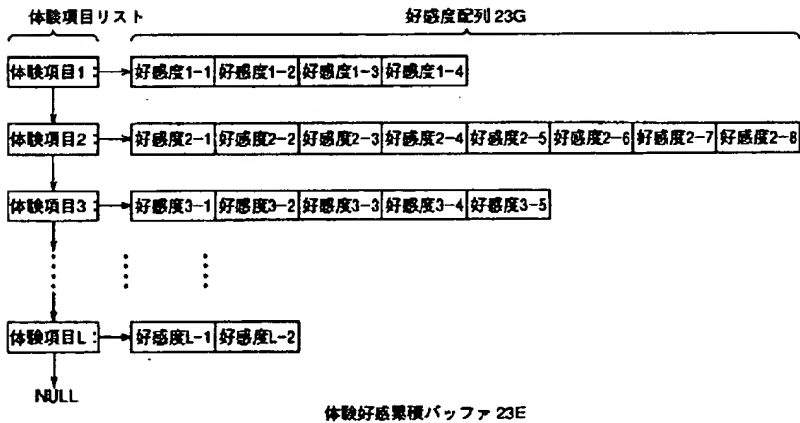 体験項目リスト 好感度配列 23G
体験項目1: 好感度1-1 好感度1-2 好感度1-3 好感度1-4
体験項目2: 好感度2-1 好感度2-2 好感度2-3 好感度2-4 好感度2-5 好感度2-6 好感度2-7 好感度2-8
体験項目3: 好感度3-1 好感度3-2 好感度3-3 好感度3-4 好感度3-5
体験項目L: 好感度L-1 好感度L-2
NULL
体験好感累積バッファ 23E